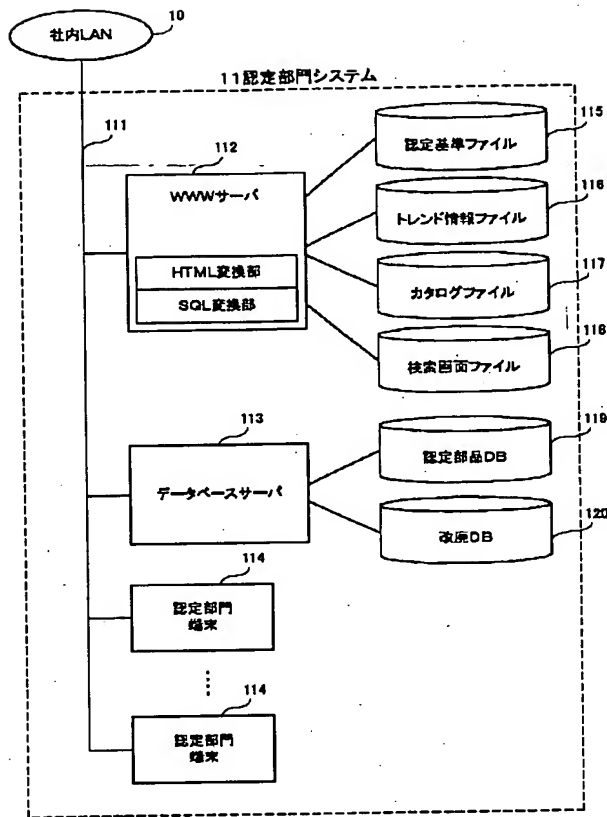 社内LAN
10
11認定部門システム
111
112
WWWサーバ
HTML変換部
SQL変換部
115
認定基準ファイル
116
トレンド情報ファイル
117
カタログファイル
118
検索画面ファイル
113
データベースサーバ
119
認定部品DB
120
改廃DB
114
認定部門
端末
114
認定部門
端末